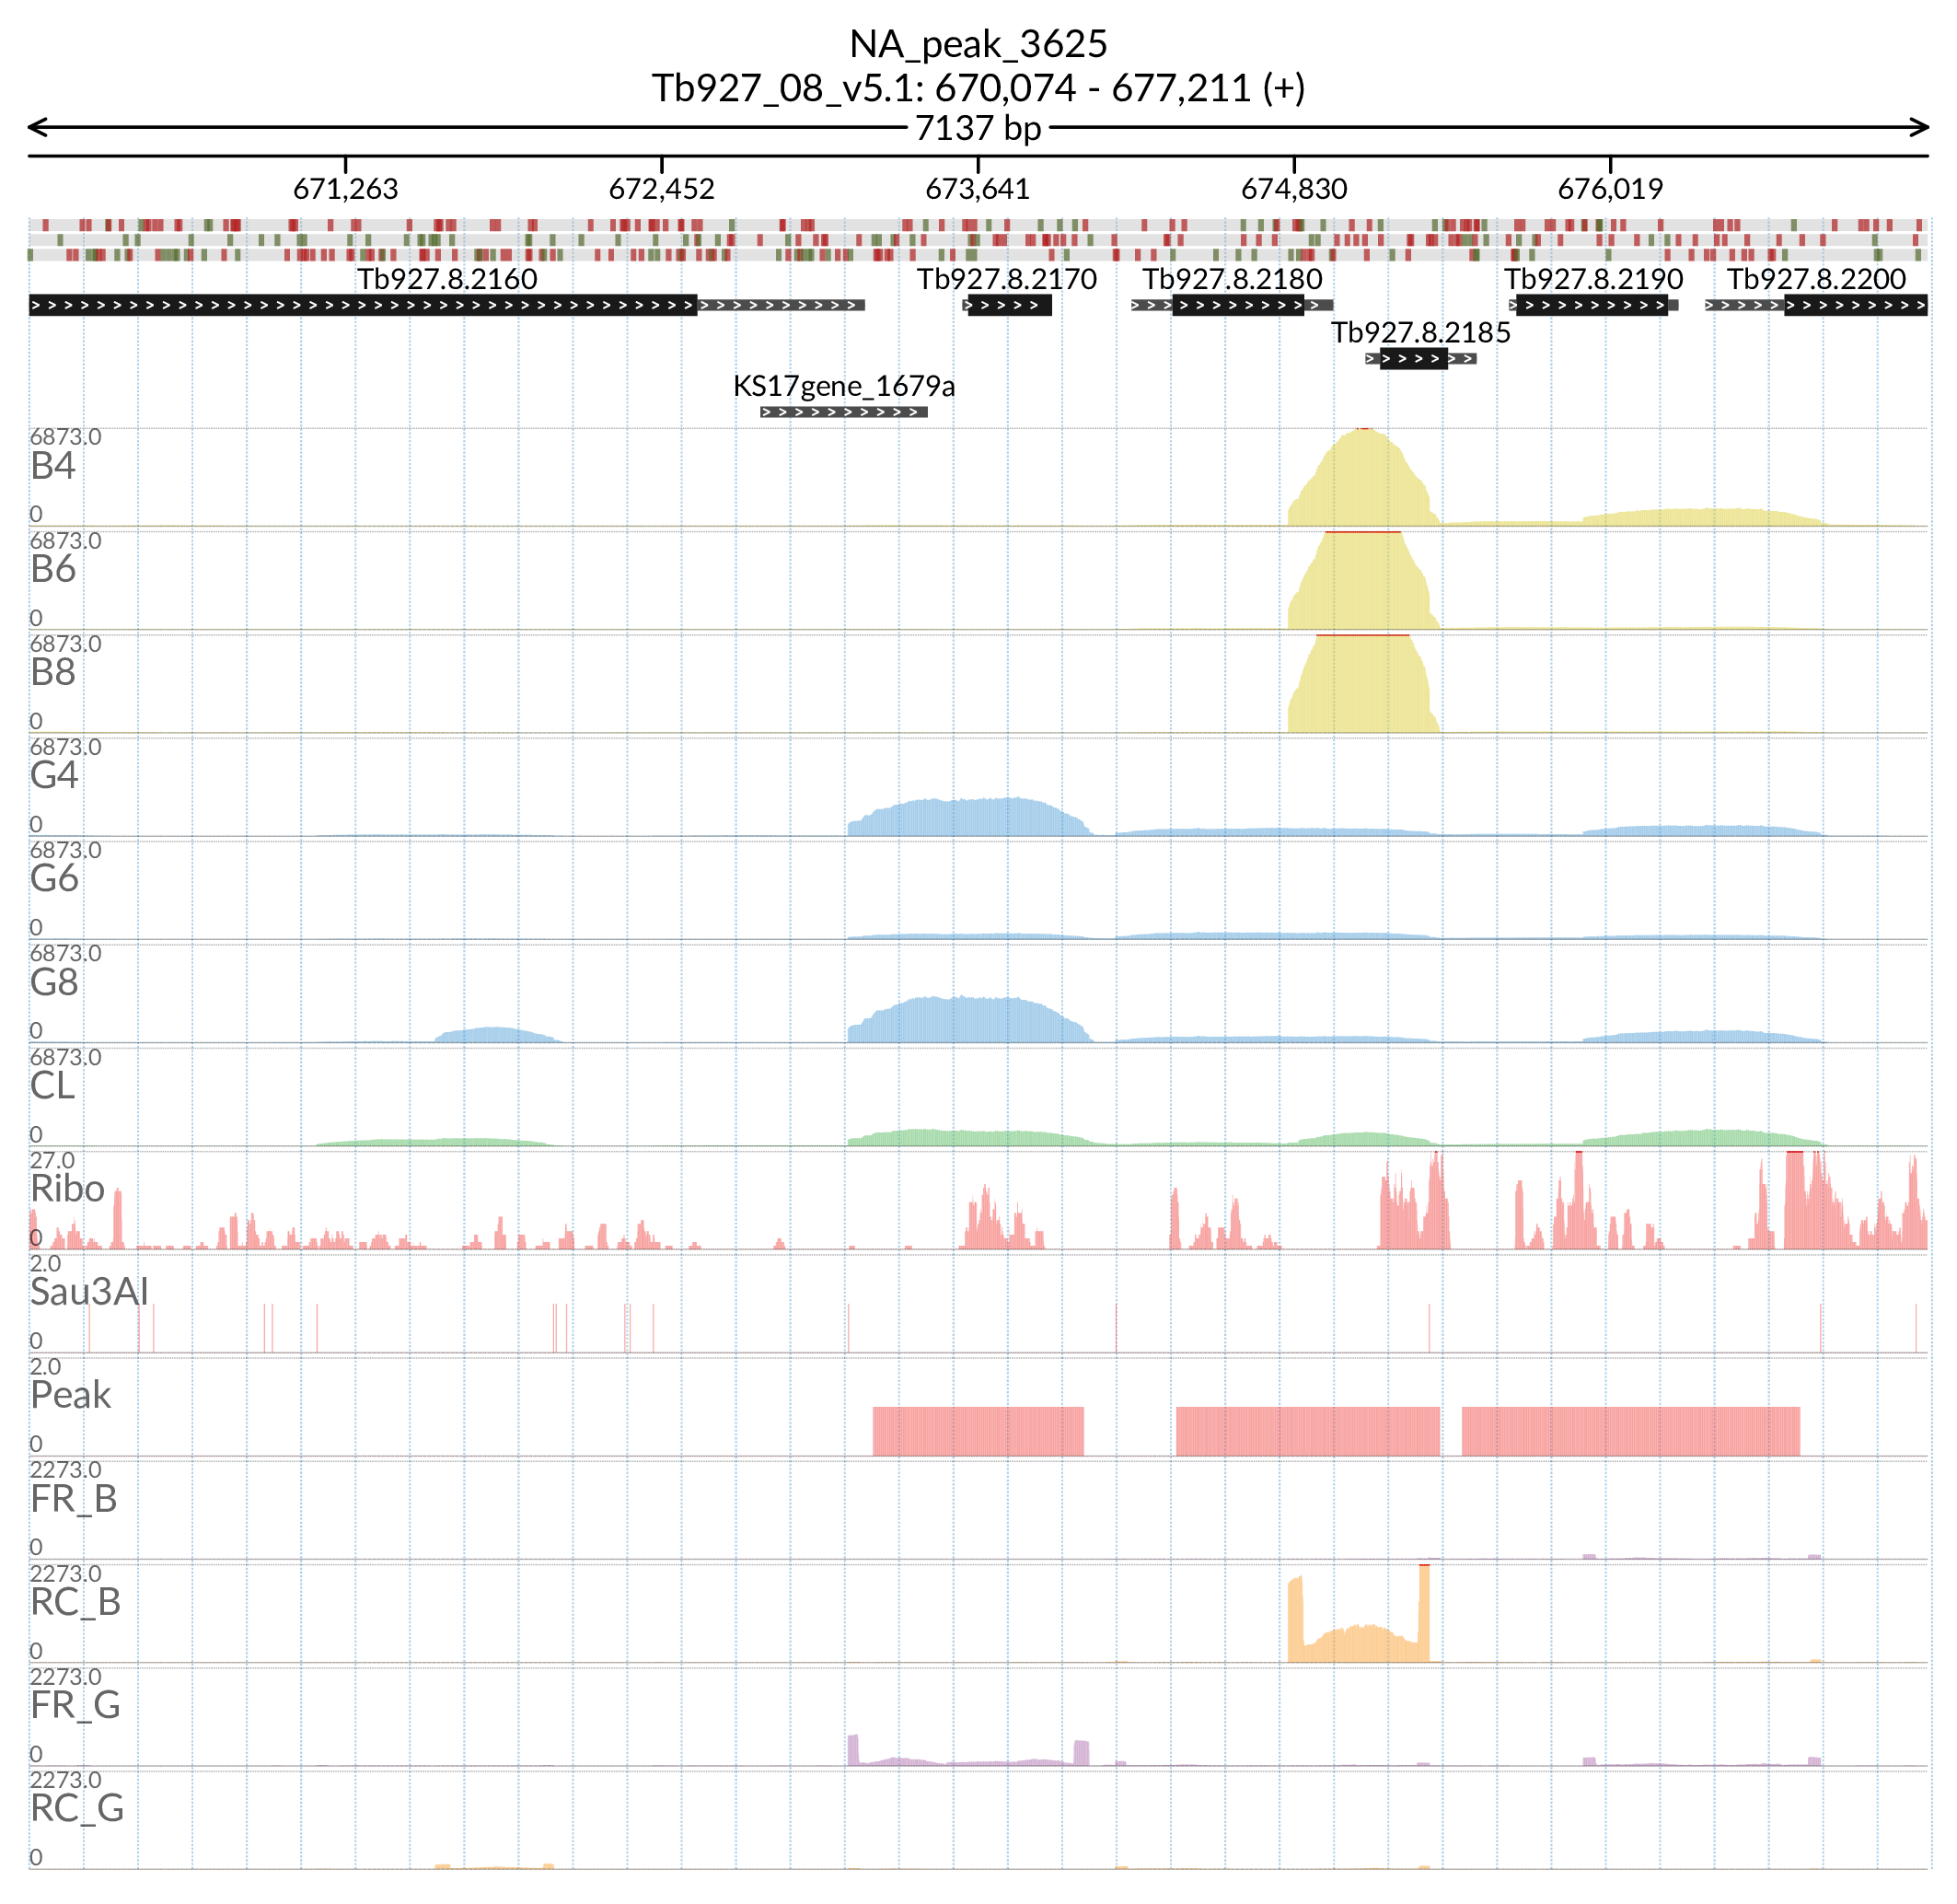 NA_peak_3625
Tb927_08_v5.1: 670,074 - 677,211 (+)
7137 bp
671,263 672,452 673,641 674,830 676,019
Tb927.8.2160 Tb927.8.2170 Tb927.8.2180 Tb927.8.2190 Tb927.8.2200
Tb927.8.2185
KS17gene_1679a
6873.0
B4
0
6873.0
B6
0
6873.0
B8
0
6873.0
G4
0
6873.0
G6
0
6873.0
G8
0
6873.0
CL
0
27.0
Ribo
0
2.0
Sau3AI
0
2.0
Peak
0
2273.0
FR_B
0
2273.0
RC_B
0
2273.0
FR_G
0
2273.0
RC_G
0